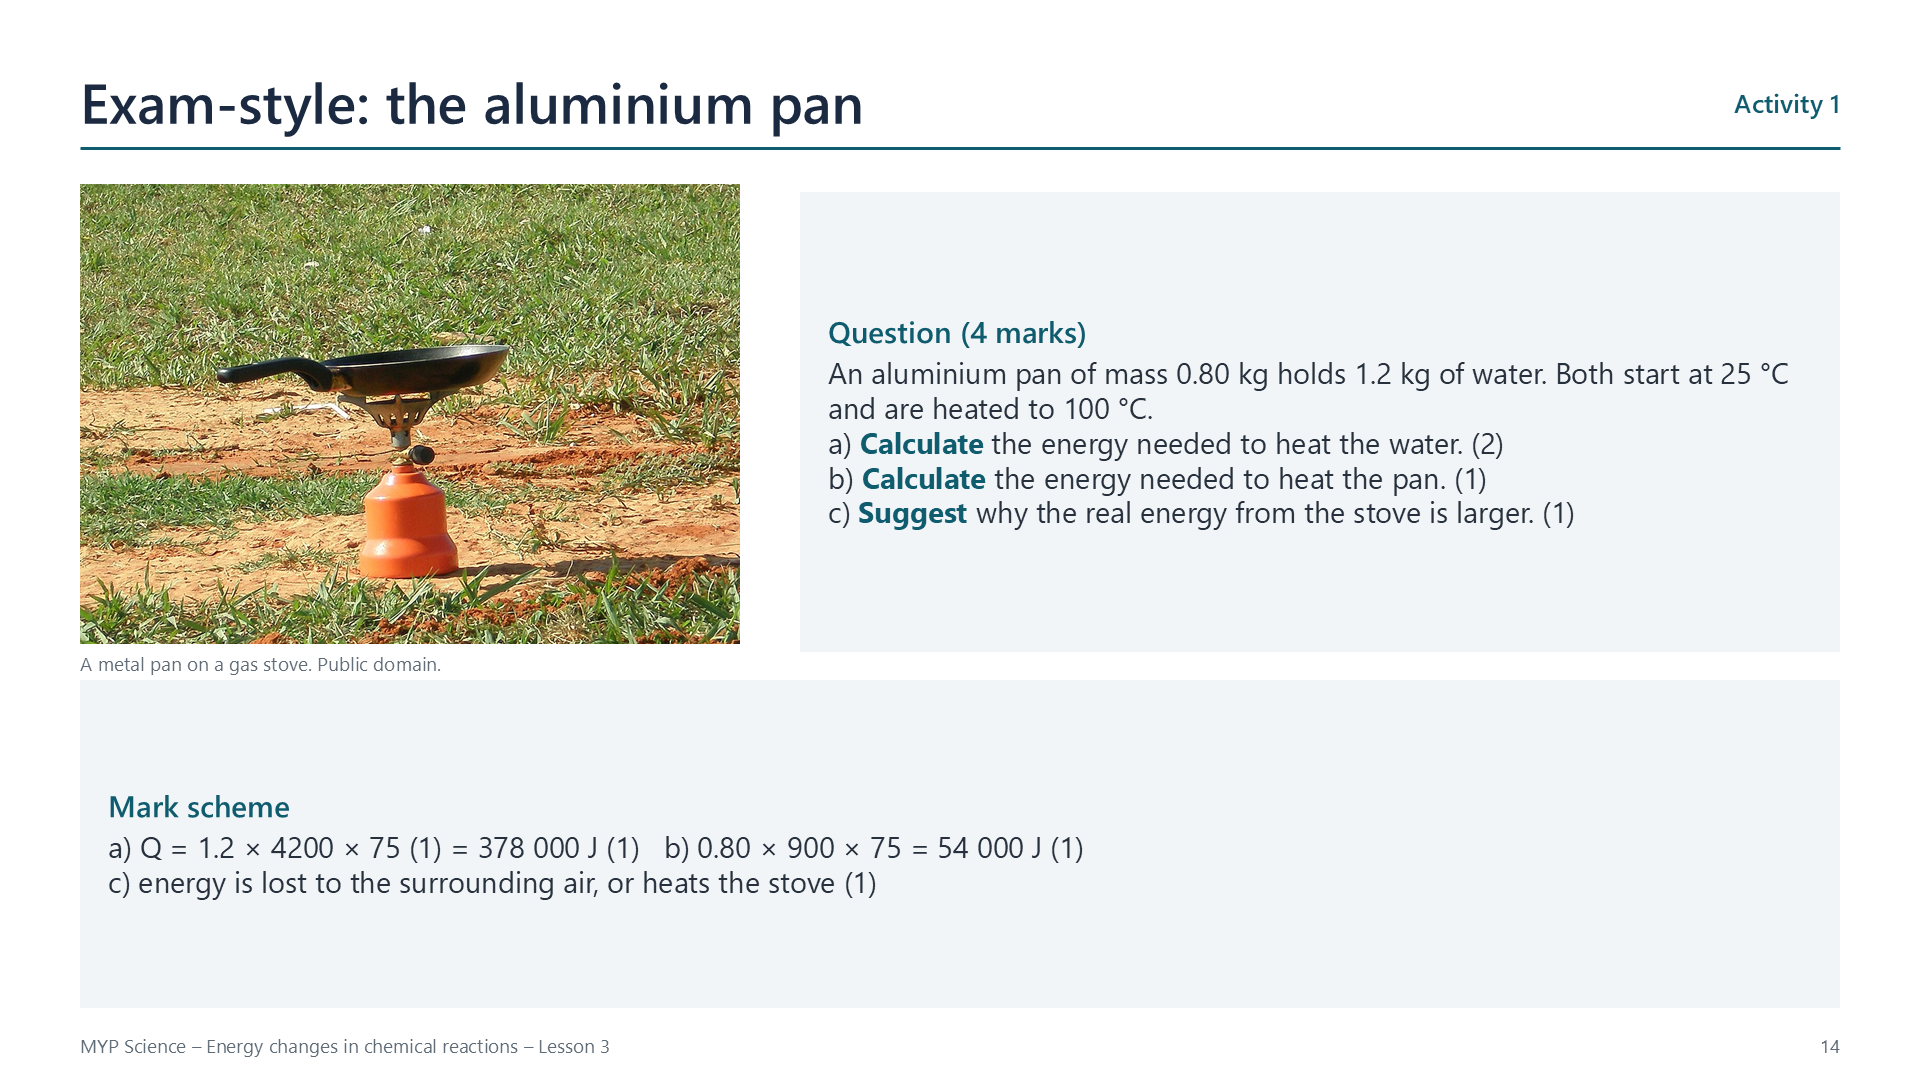 Exam-style: the aluminium pan
Activity 1
A metal pan on a gas stove. Public domain.
Question (4 marks)
An aluminium pan of mass 0.80 kg holds 1.2 kg of water. Both start at 25 °C
and are heated to 100 °C.
a) Calculate the energy needed to heat the water. (2)
b) Calculate the energy needed to heat the pan. (1)
c) Suggest why the real energy from the stove is larger. (1)
Mark scheme
a) Q = 1.2 × 4200 × 75 (1) = 378 000 J (1)   b) 0.80 × 900 × 75 = 54 000 J (1)
c) energy is lost to the surrounding air, or heats the stove (1)
MYP Science – Energy changes in chemical reactions – Lesson 3
14